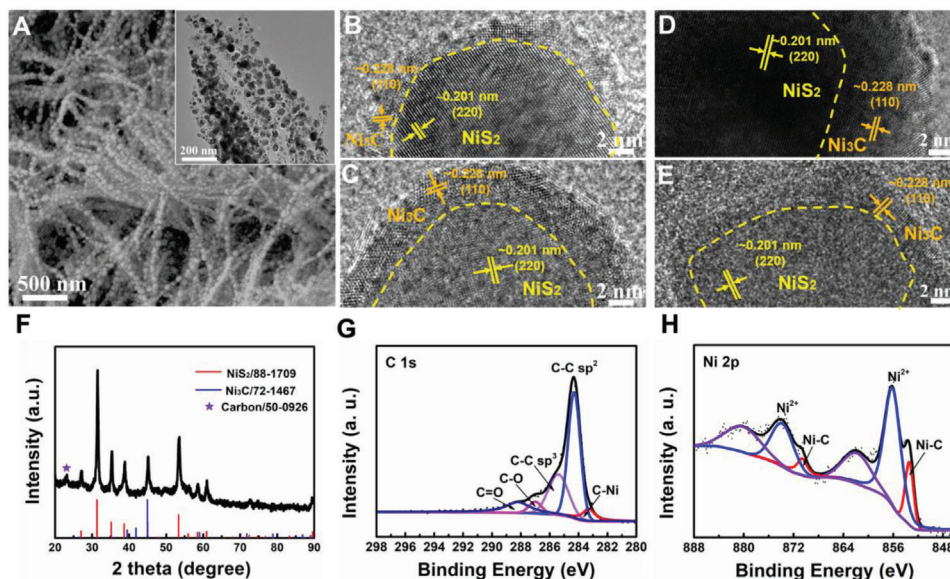 A
200 nm
500 nm
B
~0.228 nm
(110)
Ni₃C
~0.201 nm
(220)
NiS₂
2 nm
C
~0.228 nm
(110)
Ni₃C
~0.201 nm
(220)
NiS₂
2 nm
D
~0.201 nm
(220)
NiS₂
~0.228 nm
(110)
Ni₃C
2 nm
E
~0.228 nm
(110)
Ni₃C
~0.201 nm
(220)
NiS₂
2 nm
F
Intensity (a.u.)
NiS₂/88-1709
Ni₃C/72-1467
Carbon/50-0926
20 30 40 50 60 70 80 90
2 theta (degree)
G
C 1s
Intensity (a. u.)
C-C sp²
C-C sp³
C-O
C=O
C-Ni
298 296 292 288 284 280
Binding Energy (eV)
H
Ni 2p
Intensity (a. u.)
Ni²⁺
Ni-C
Ni²⁺
Ni-C
888 880 872 864 856 848
Binding Energy (eV)